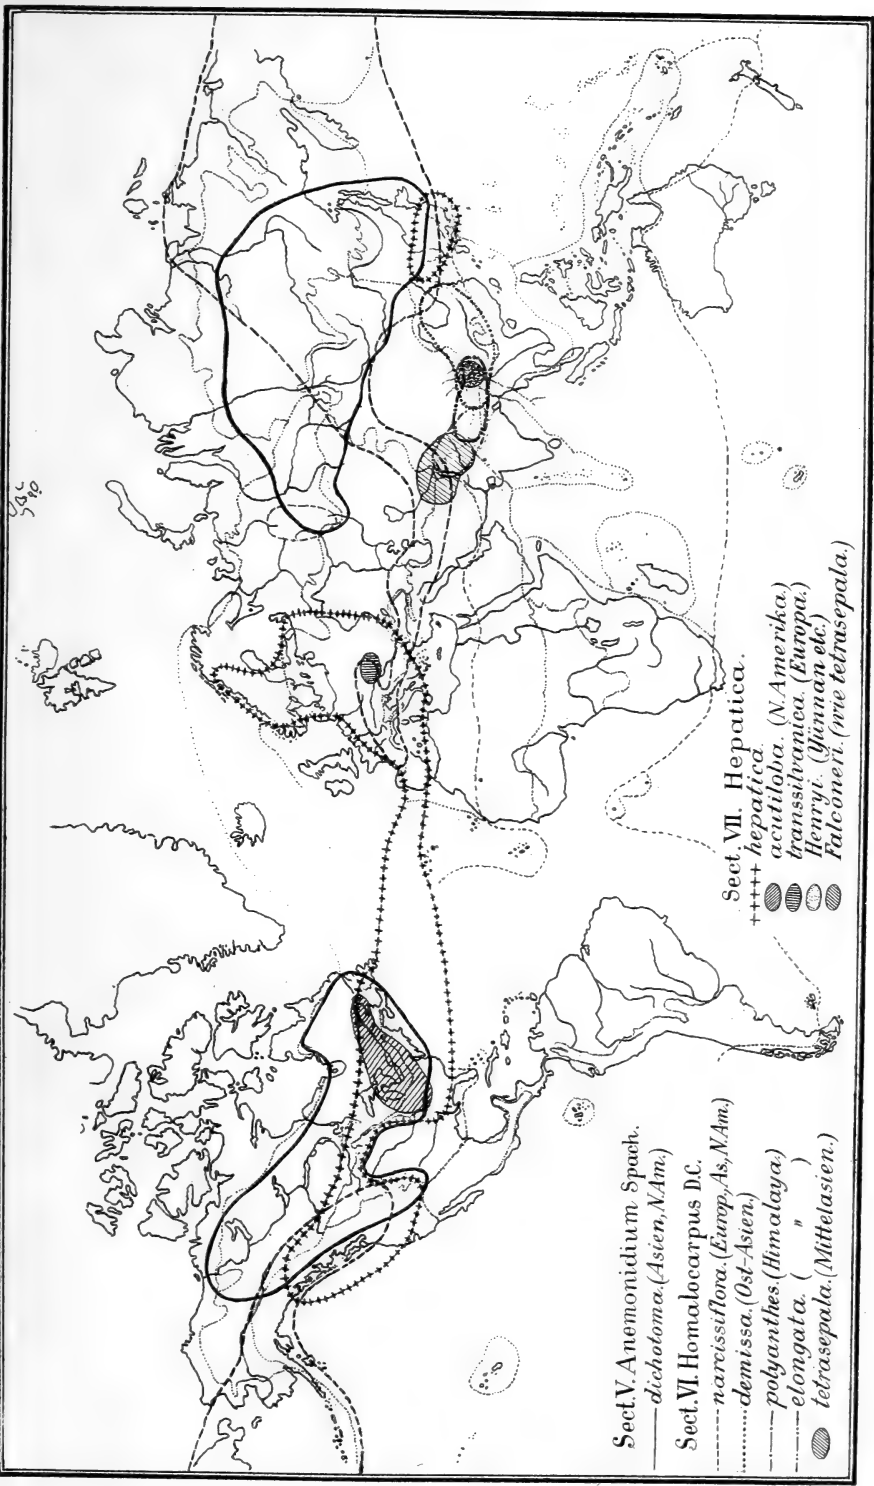 Sect.V. Anemonidium Spach.
dichotoma.(Asien,N.Am.)
Sect.VI. Homalocarpus D.C.
narcissiflora.(Europ,As,N.Am.)
demissa.(Ost-Asien.)
polyanthes.(Himalaya.)
elongata. ( " )
tetrasepala.(Mittelasien.)
Sect. VII. Hepatica.
hepatica.
acutiloba. (N.Amerika.)
transsilvanica. (Europa.)
Henryi. (Yünnan etc.)
Falconeri.(wie tetrasepala.)